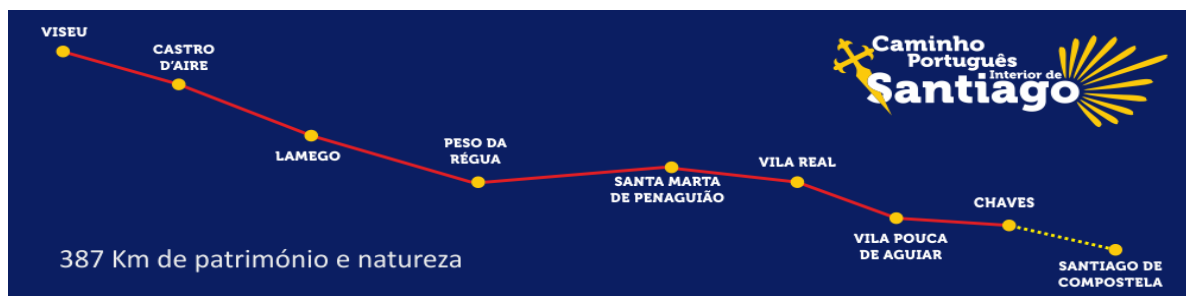 VISEU
CASTRO
D'AIRE
LAMEGO
PESO DA
RÉGUA
SANTA MARTA
DE PENAGUIÃO
VILA REAL
VILA POUCA
DE AGUIAR
CHAVES
SANTIAGO DE
COMPOSTELA
Caminho
Português
Interior de
Santiago
387 Km de património e natureza